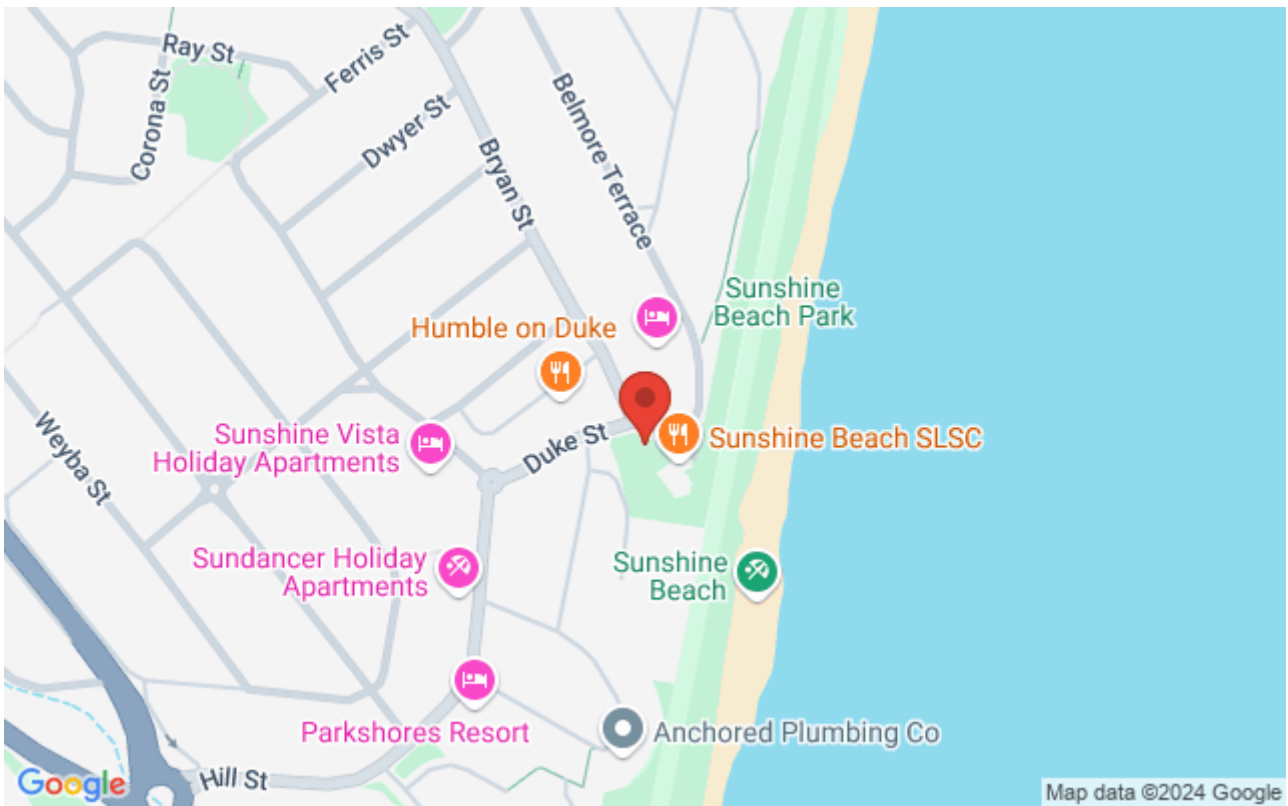 Ray St
Ferris St
Corona St
Dwyer St
Bryan St
Belmore Terrace
Sunshine
Beach Park
Humble on Duke
Sunshine Vista
Holiday Apartments
Duke St
Sunshine Beach SLSC
Weyba St
Sundancer Holiday
Apartments
Sunshine
Beach
Parkshores Resort
Anchored Plumbing Co
Hill St
Google
Map data ©2024 Google